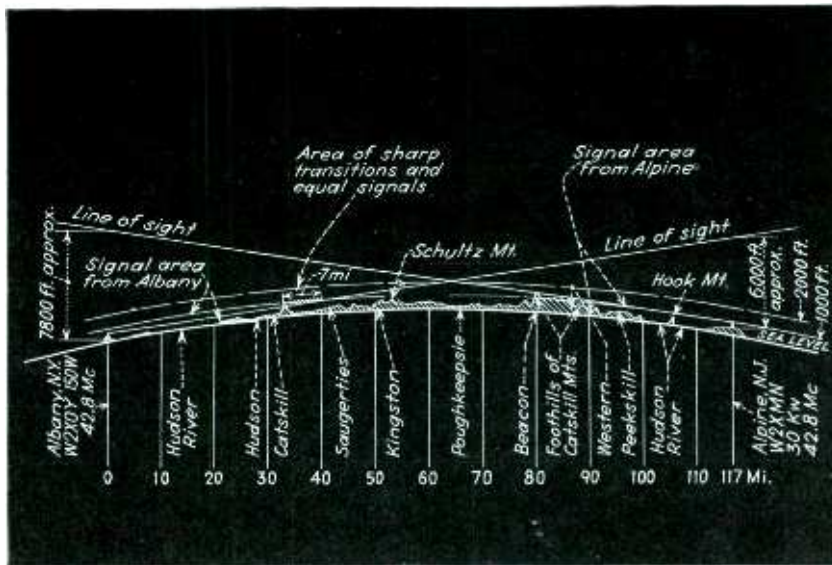 Area of sharp
transitions and
equal signals
Signal area
from Alpine
Line of sight
Line of sight
7800 ft. approx.
Signal area
from Albany
1 mi
Schultz Mt.
Hook Mt.
6000 ft.
approx.
2000 ft.
1000 ft.
SEA LEVEL
Albany N.Y.
W2XOY 150W
42.8 Mc
Hudson
River
Hudson
Catskill
Saugerties
Kingston
Poughkeepsie
Beacon
Foothills of
Catskill Mts.
Western
Peekskill
Hudson
River
Alpine, N.J.
W2XMN
30 Kw
42.8 Mc
0 10 20 30 40 50 60 70 80 90 100 110 117 Mi.